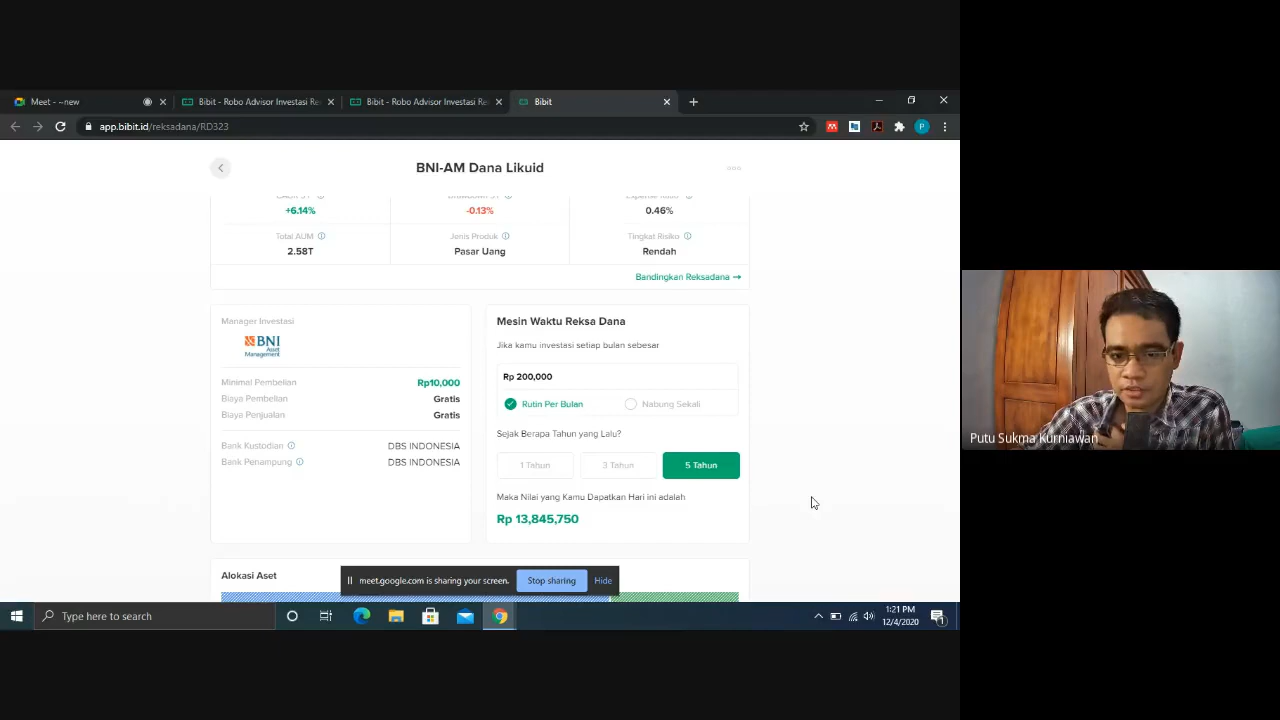 Meet - ~new
Bibit - Robo Advisor Investasi Re
Bibit - Robo Advisor Investasi Re
Bibit
app.bibit.id/reksadana/RD323
BNI-AM Dana Likuid
+6.14%
-0.13%
0.46%
Total AUM
Jenis Produk
Tingkat Risiko
2.58T
Pasar Uang
Rendah
Bandingkan Reksadana →
Manager Investasi
BNI
Asset
Management
Minimal Pembelian Rp10,000
Biaya Pembelian Gratis
Biaya Penjualan Gratis
Bank Kustodian DBS INDONESIA
Bank Penampung DBS INDONESIA
Mesin Waktu Reksa Dana
Jika kamu investasi setiap bulan sebesar
Rp 200,000
Rutin Per Bulan
Nabung Sekali
Sejak Berapa Tahun yang Lalu?
1 Tahun
3 Tahun
5 Tahun
Maka Nilai yang Kamu Dapatkan Hari ini adalah
Rp 13,845,750
Alokasi Aset
meet.google.com is sharing your screen.
Stop sharing
Hide
Type here to search
1:21 PM
12/4/2020
Putu Sukma Kurniawan